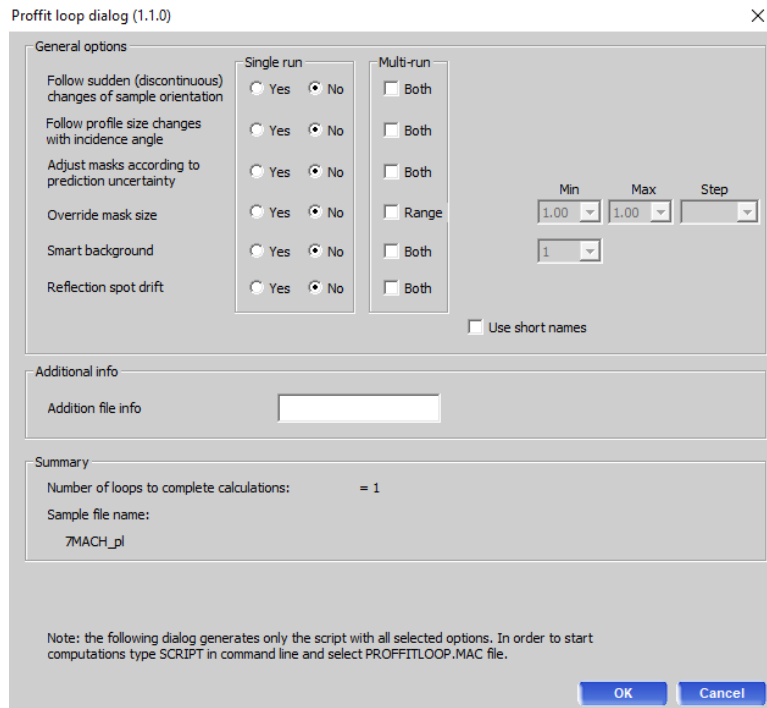 Proffit loop dialog (1.1.0)
General options
Single run
Multi-run
Follow sudden (discontinuous)
changes of sample orientation
Yes No Both
Follow profile size changes
with incidence angle
Yes No Both
Adjust masks according to
prediction uncertainty
Yes No Both
Min Max Step
Override mask size Yes No Range 1.00 1.00
Smart background Yes No Both 1
Reflection spot drift Yes No Both
Use short names
Additional info
Addition file info
Summary
Number of loops to complete calculations: = 1
Sample file name:
7MACH_pl
Note: the following dialog generates only the script with all selected options. In order to start
computations type SCRIPT in command line and select PROFFITLOOP.MAC file.
OK Cancel